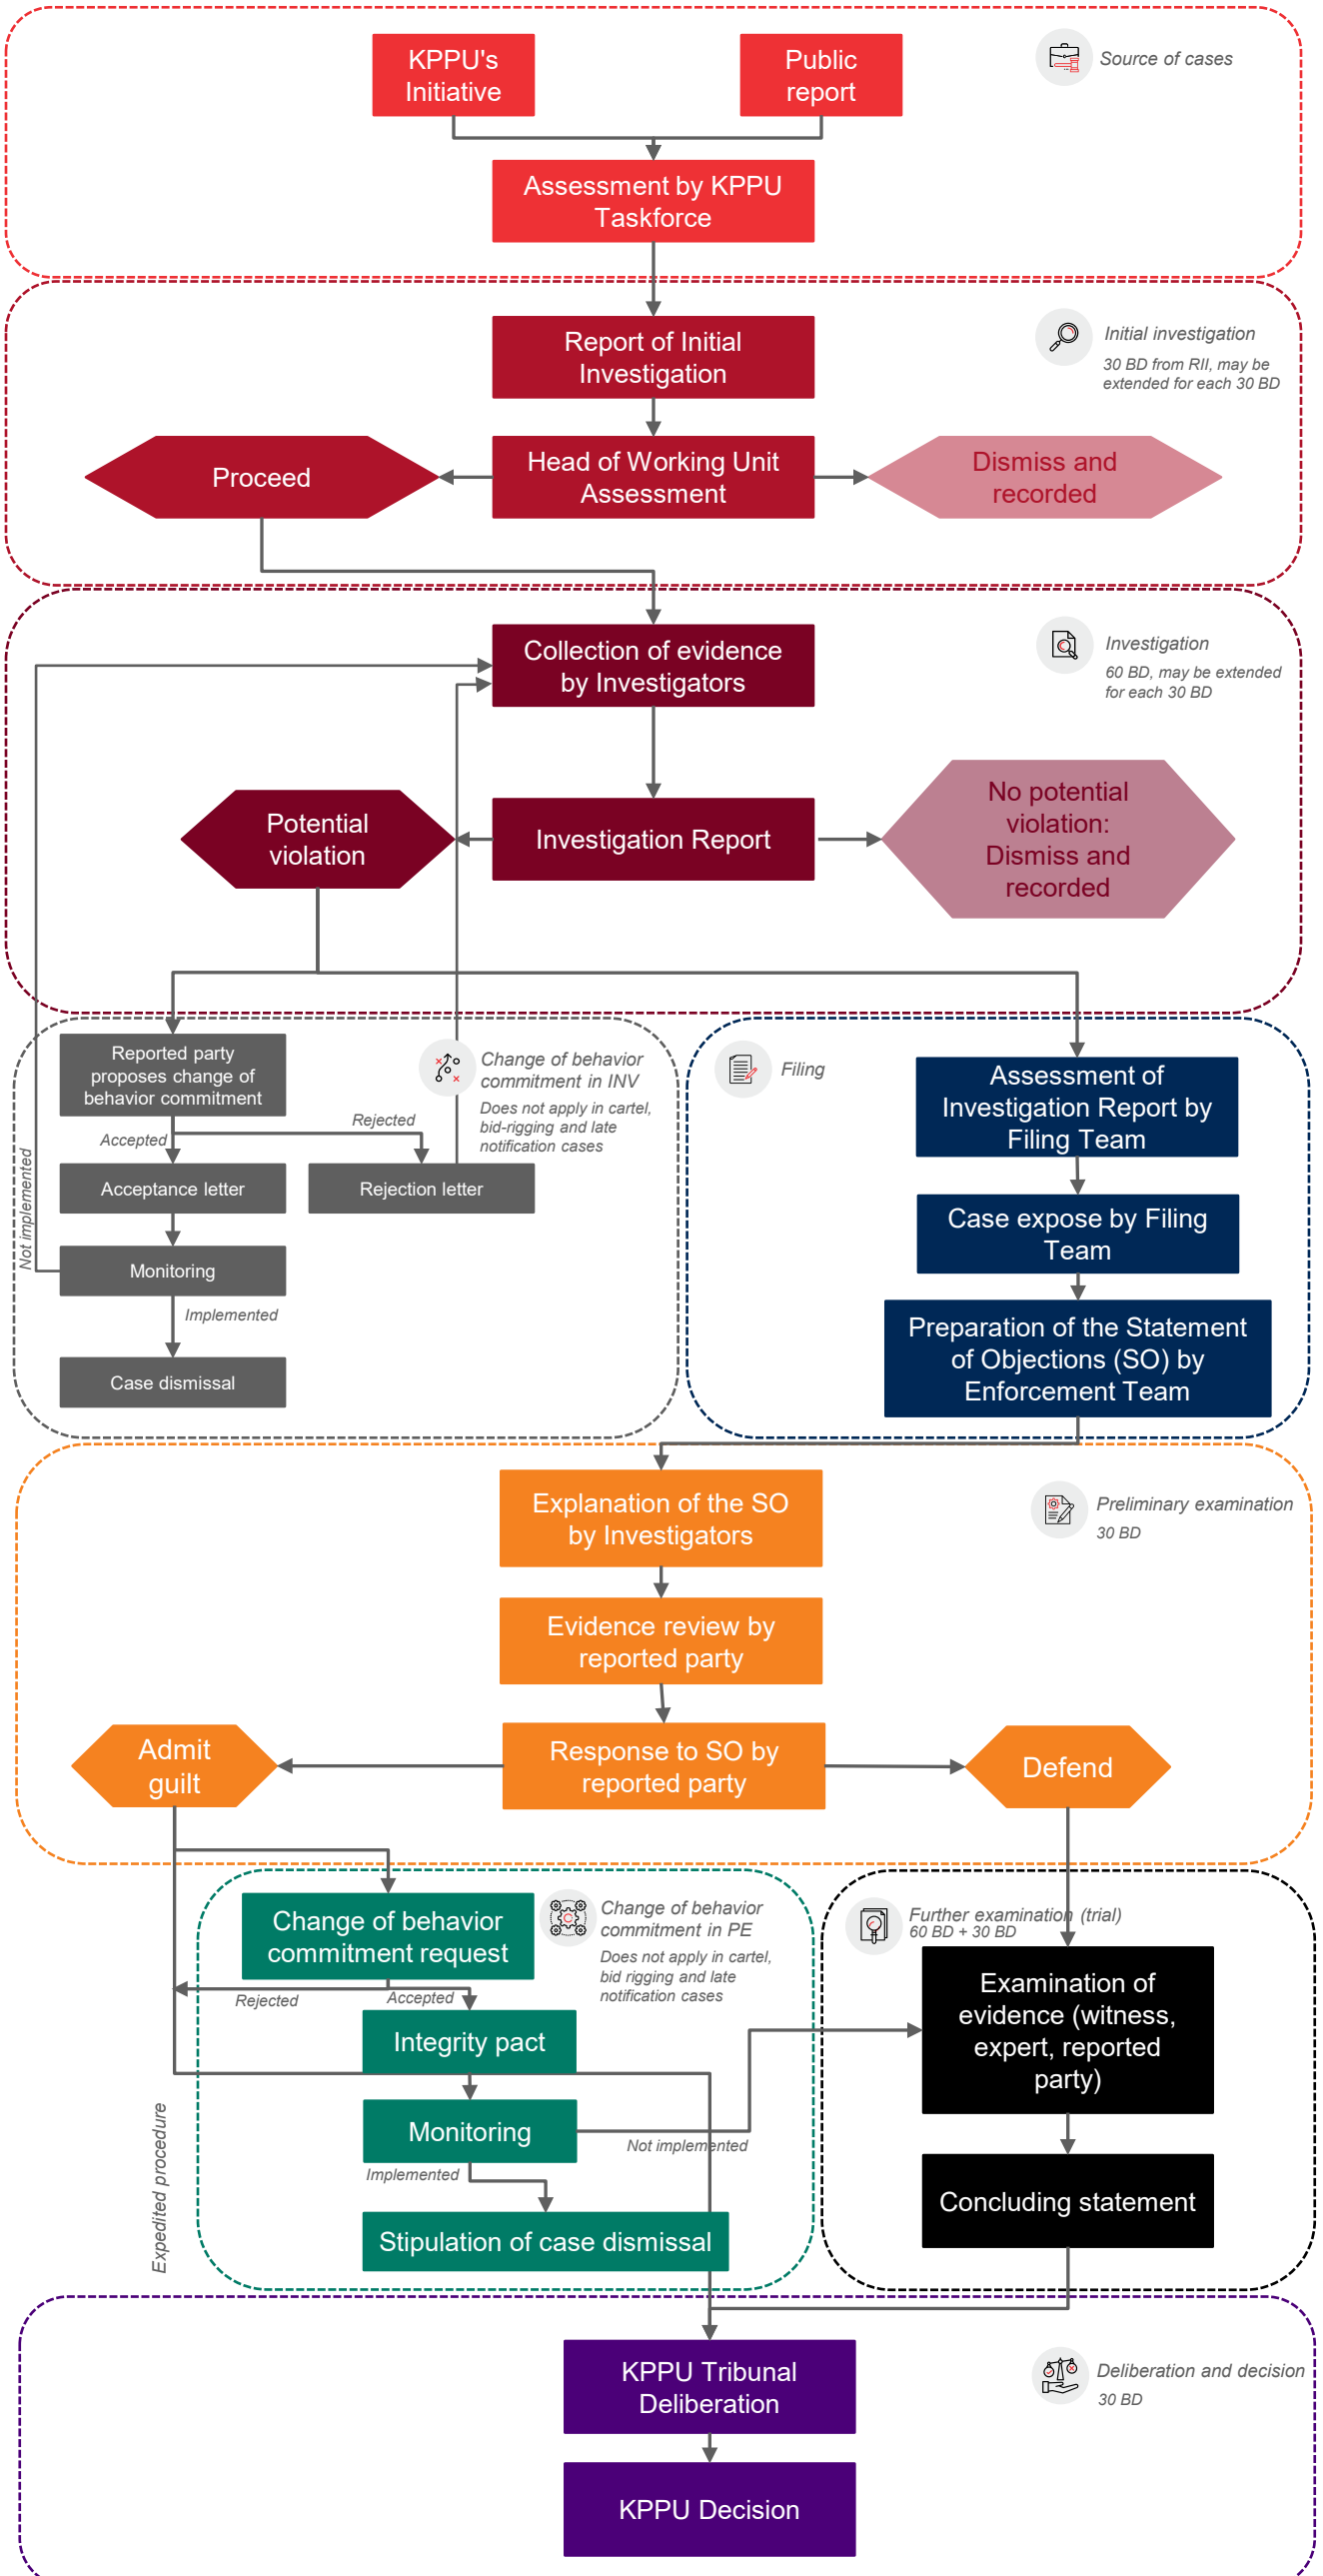 KPPU's
Initiative
Public
report
Source of cases
Assessment by KPPU
Taskforce
Report of Initial
Investigation
Initial investigation
30 BD from RII, may be
extended for each 30 BD
Proceed
Head of Working Unit
Assessment
Dismiss and
recorded
Collection of evidence
by Investigators
Investigation
60 BD, may be extended
for each 30 BD
Potential
violation
Investigation Report
No potential
violation:
Dismiss and
recorded
Reported party
proposes change of
behavior commitment
Change of behavior
commitment in INV
Does not apply in cartel,
bid-rigging and late
notification cases
Accepted
Rejected
Acceptance letter
Rejection letter
Not implemented
Monitoring
Implemented
Case dismissal
Filing
Assessment of
Investigation Report by
Filing Team
Case expose by Filing
Team
Preparation of the Statement
of Objections (SO) by
Enforcement Team
Explanation of the SO
by Investigators
Preliminary examination
30 BD
Evidence review by
reported party
Admit
guilt
Response to SO by
reported party
Defend
Change of behavior
commitment request
Change of behavior
commitment in PE
Does not apply in cartel,
bid rigging and late
notification cases
Rejected
Accepted
Integrity pact
Monitoring
Not implemented
Implemented
Stipulation of case dismissal
Expedited procedure
Further examination (trial)
60 BD + 30 BD
Examination of
evidence (witness,
expert, reported
party)
Concluding statement
KPPU Tribunal
Deliberation
Deliberation and decision
30 BD
KPPU Decision